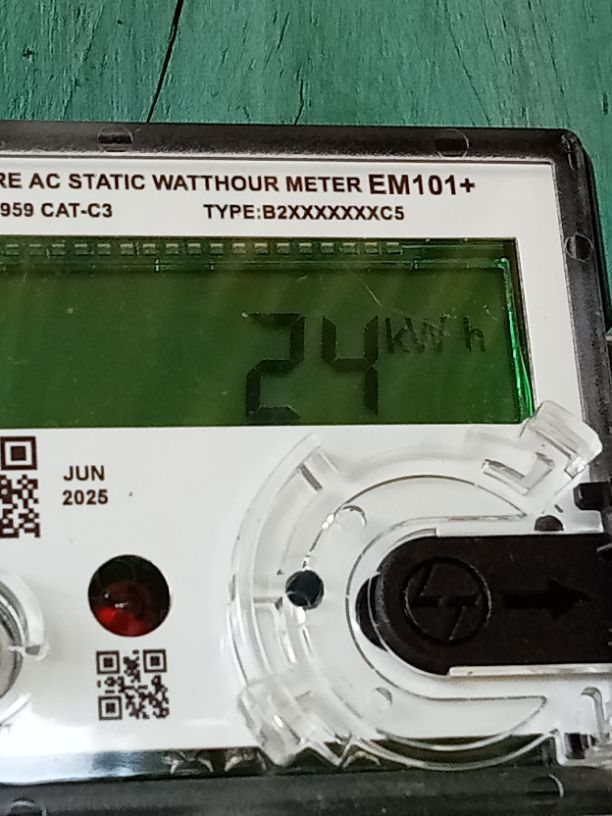 RE AC STATIC WATTHOUR METER EM101+
959 CAT-C3 TYPE:B2XXXXXXXC5
24 kWh
JUN
2025